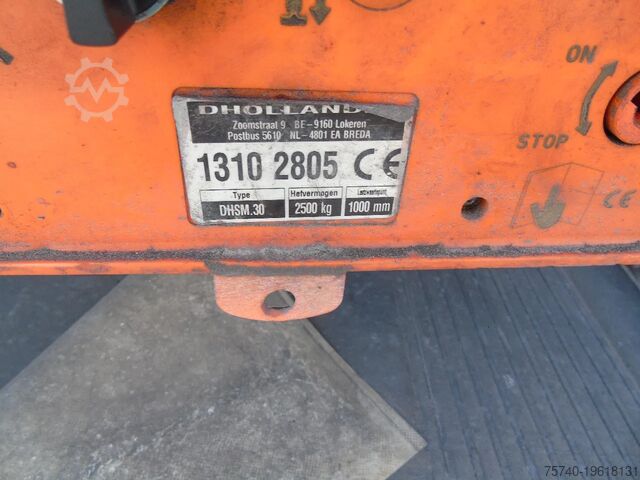 ON
STOP
DHOLLANDIA
Zoomstraat 9 BE-9160 Lokeren
Postbus 5610 NL-4801 EA BREDA
1310 2805 CE
Type Hefvermogen Lastzwaartepunt
DHSM.30 2500 kg 1000 mm
CE
75740-19618131